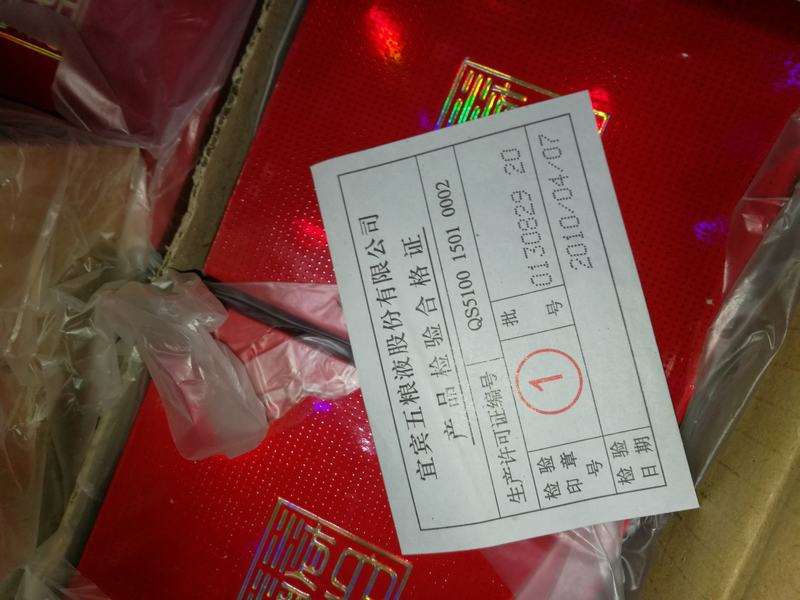 宜宾五粮液股份有限公司
产品检验合格证
生产许可证编号 QS5100 1501 0002
检验印章号 1 批号 0130829 20
检验日期 2010/04/07